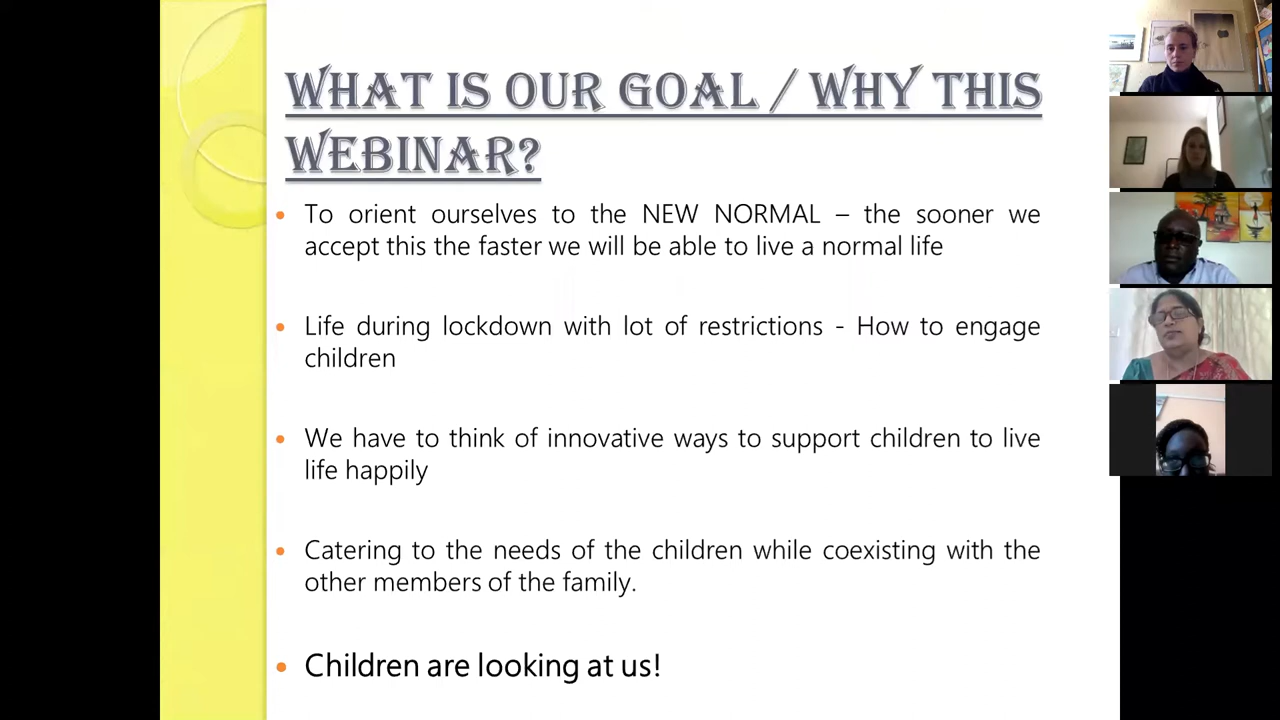 WHAT IS OUR GOAL / WHY THIS
WEBINAR?
• To orient ourselves to the NEW NORMAL – the sooner we
accept this the faster we will be able to live a normal life
• Life during lockdown with lot of restrictions - How to engage
children
• We have to think of innovative ways to support children to live
life happily
• Catering to the needs of the children while coexisting with the
other members of the family.
• Children are looking at us!